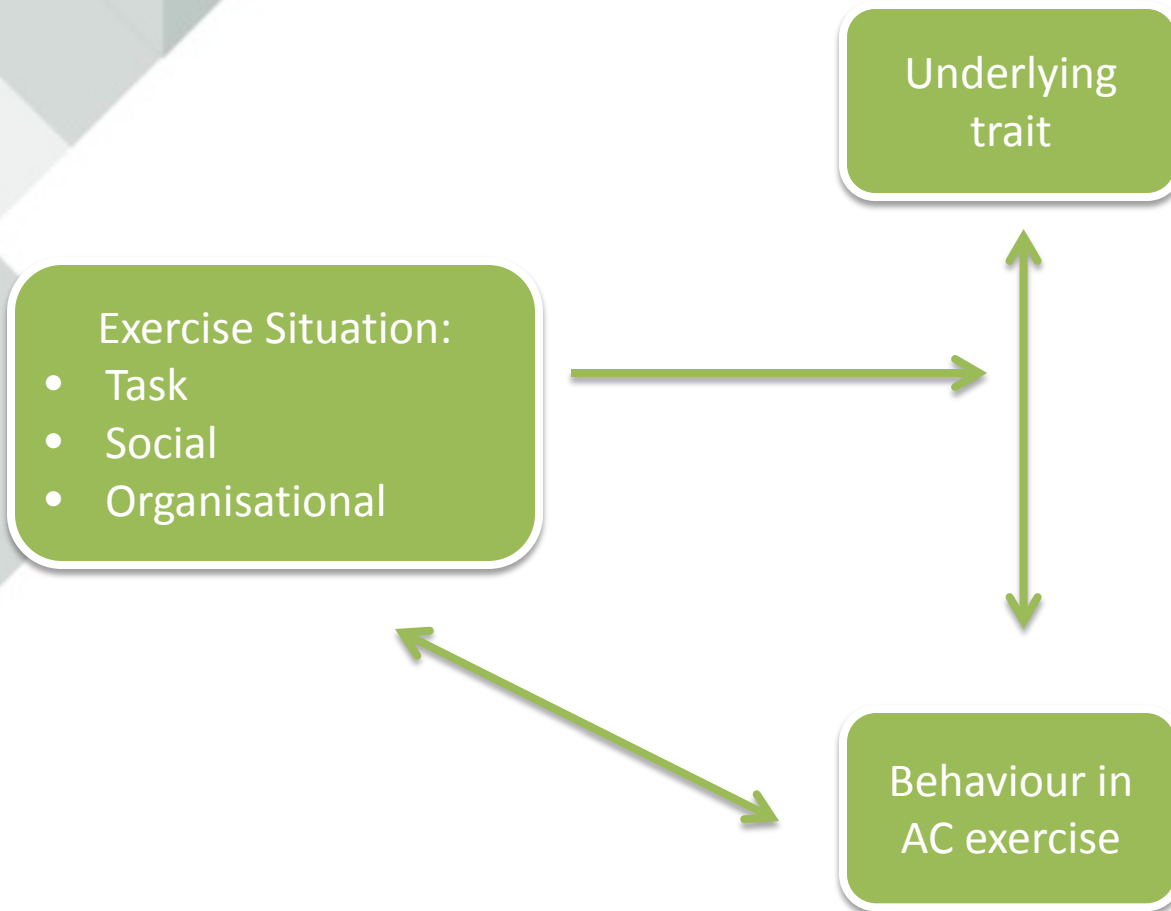 Underlying
trait
Exercise Situation:
• Task
• Social
• Organisational
Behaviour in
AC exercise